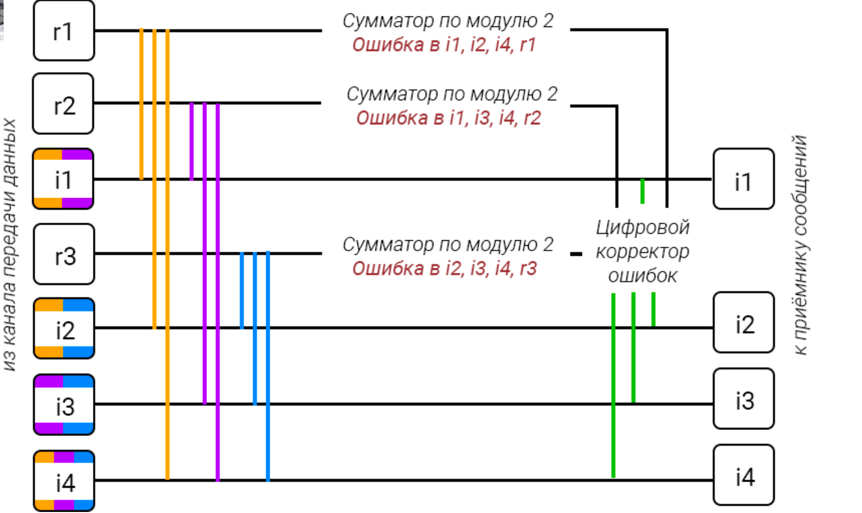 r1
Сумматор по модулю 2
Ошибка в i1, i2, i4, r1
r2
Сумматор по модулю 2
Ошибка в i1, i3, i4, r2
из канала передачи данных
i1
i1
к приёмнику сообщений
r3
Сумматор по модулю 2
Ошибка в i2, i3, i4, r3
Цифровой
корректор
ошибок
i2
i2
i3
i3
i4
i4